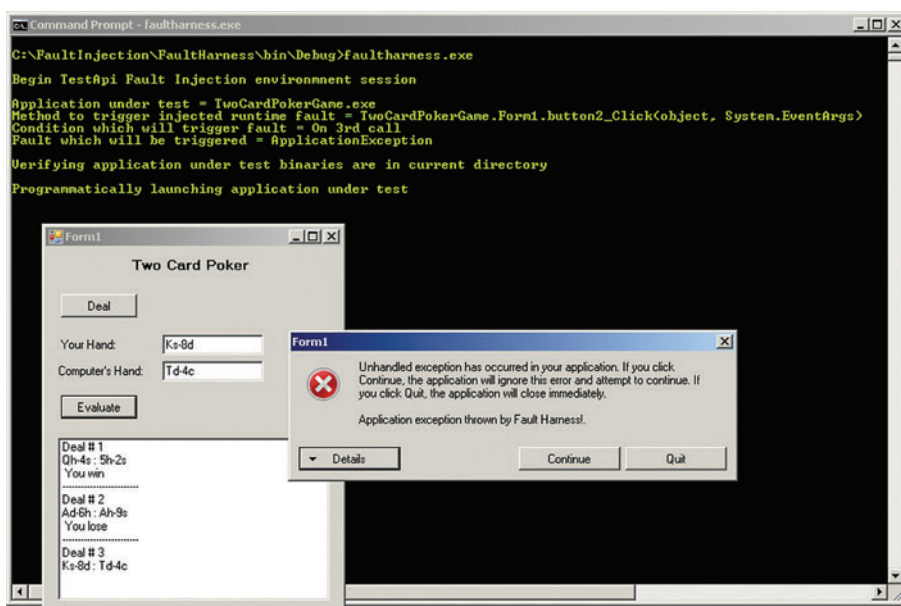 Command Prompt - faultharness.exe
C:\FaultInjection\FaultHarness\bin\Debug>faultharness.exe
Begin TestApi Fault Injection environmnent session
Application under test = TwoCardPokerGame.exe
Method to trigger injected runtime fault = TwoCardPokerGame.Form1.button2_Click(object, System.EventArgs)
Condition which will trigger fault = On 3rd call
Fault which will be triggered = ApplicationException
Verifying application under test binaries are in current directory
Programmatically launching application under test
Form1
Two Card Poker
Deal
Your Hand: Ks-8d
Computer's Hand: Td-4c
Evaluate
Deal # 1
Qh-4s : 5h-2s
You win
-------------------------
Deal # 2
Ad-6h : Ah-9s
You lose
-------------------------
Deal # 3
Ks-8d : Td-4c
Form1
Unhandled exception has occurred in your application. If you click
Continue, the application will ignore this error and attempt to continue. If
you click Quit, the application will close immediately.
Application exception thrown by Fault Harness!.
Details
Continue
Quit